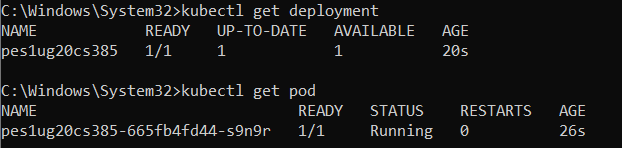 C:\Windows\System32>kubectl get deployment
NAME READY UP-TO-DATE AVAILABLE AGE
pes1ug20cs385 1/1 1 1 20s
C:\Windows\System32>kubectl get pod
NAME READY STATUS RESTARTS AGE
pes1ug20cs385-665fb4fd44-s9n9r 1/1 Running 0 26s